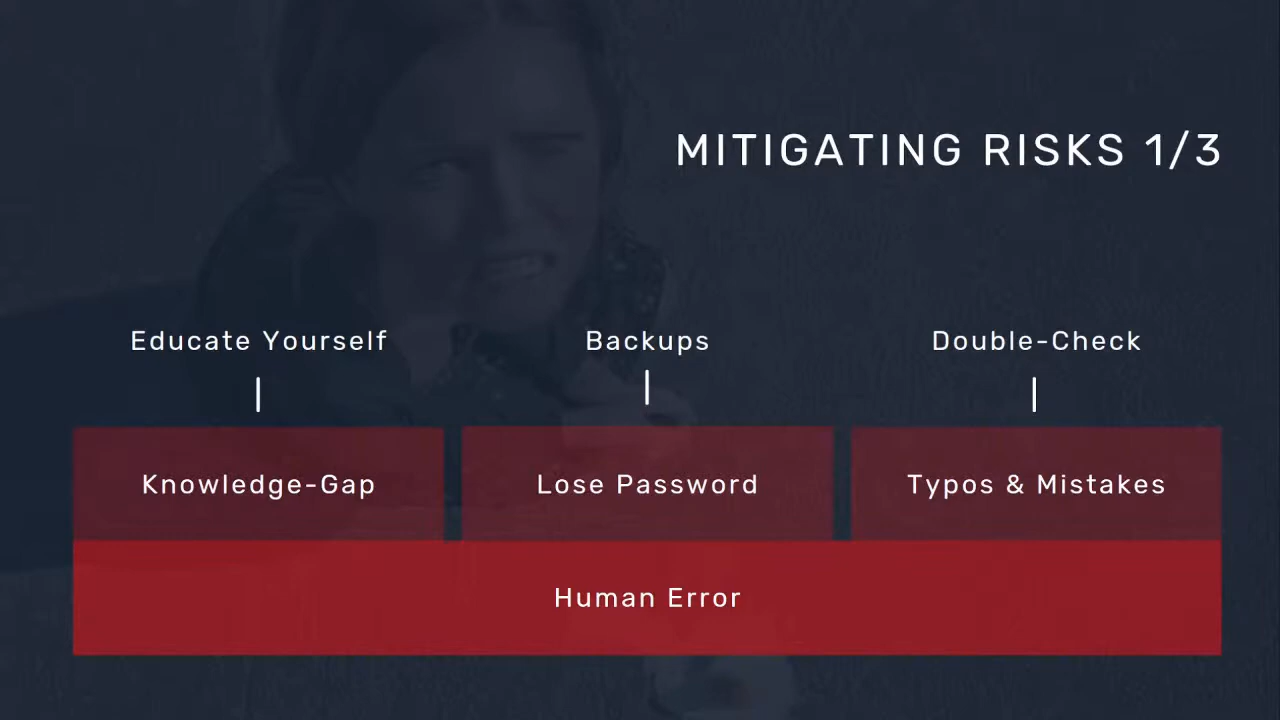 MITIGATING RISKS 1/3
Educate Yourself
Backups
Double-Check
Knowledge-Gap
Lose Password
Typos & Mistakes
Human Error